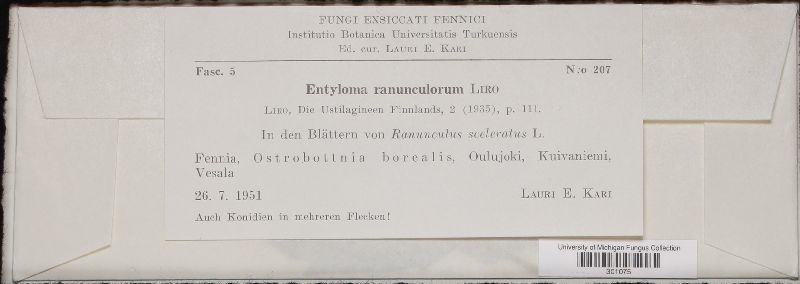 FUNGI EXSICCATI FENNICI
Institutio Botanica Universitatis Turkuensis
Ed. cur. LAURI E. KARI
Fasc. 5 N:o 207
Entyloma ranunculorum LIRO
LIRO, Die Ustilagineen Finnlands, 2 (1935), p. 111.
In den Blättern von Ranunculus sceleratus L.
Fennia, Ostrobottnia borealis, Oulujoki, Kuivaniemi,
Vesala
26. 7. 1951 LAURI E. KARI
Auch Konidien in mehreren Flecken!
University of Michigan Fungus Collection
301075